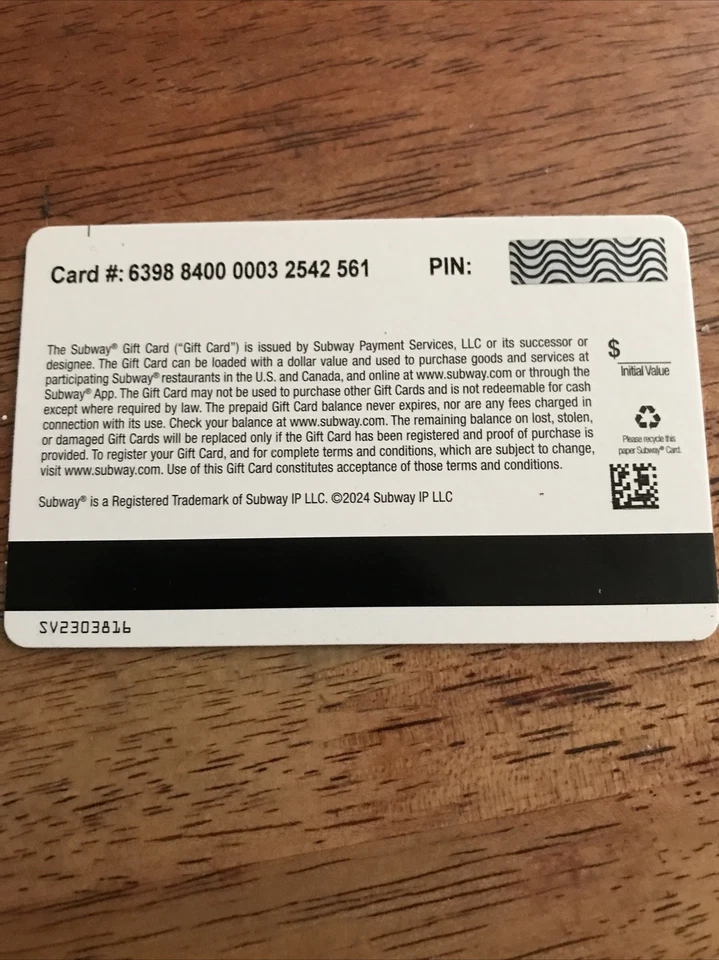 Card #: 6398 8400 0003 2542 561
PIN:
The Subway® Gift Card (“Gift Card”) is issued by Subway Payment Services, LLC or its successor or
designee. The Gift Card can be loaded with a dollar value and used to purchase goods and services at
participating Subway® restaurants in the U.S. and Canada, and online at www.subway.com or through the
Subway® App. The Gift Card may not be used to purchase other Gift Cards and is not redeemable for cash
except where required by law. The prepaid Gift Card balance never expires, nor are any fees charged in
connection with its use. Check your balance at www.subway.com. The remaining balance on lost, stolen,
or damaged Gift Cards will be replaced only if the Gift Card has been registered and proof of purchase is
provided. To register your Gift Card, and for complete terms and conditions, which are subject to change,
visit www.subway.com. Use of this Gift Card constitutes acceptance of those terms and conditions.
Subway® is a Registered Trademark of Subway IP LLC. ©2024 Subway IP LLC
$
Initial Value
Please recycle this
paper Subway® Card.
SV2303816